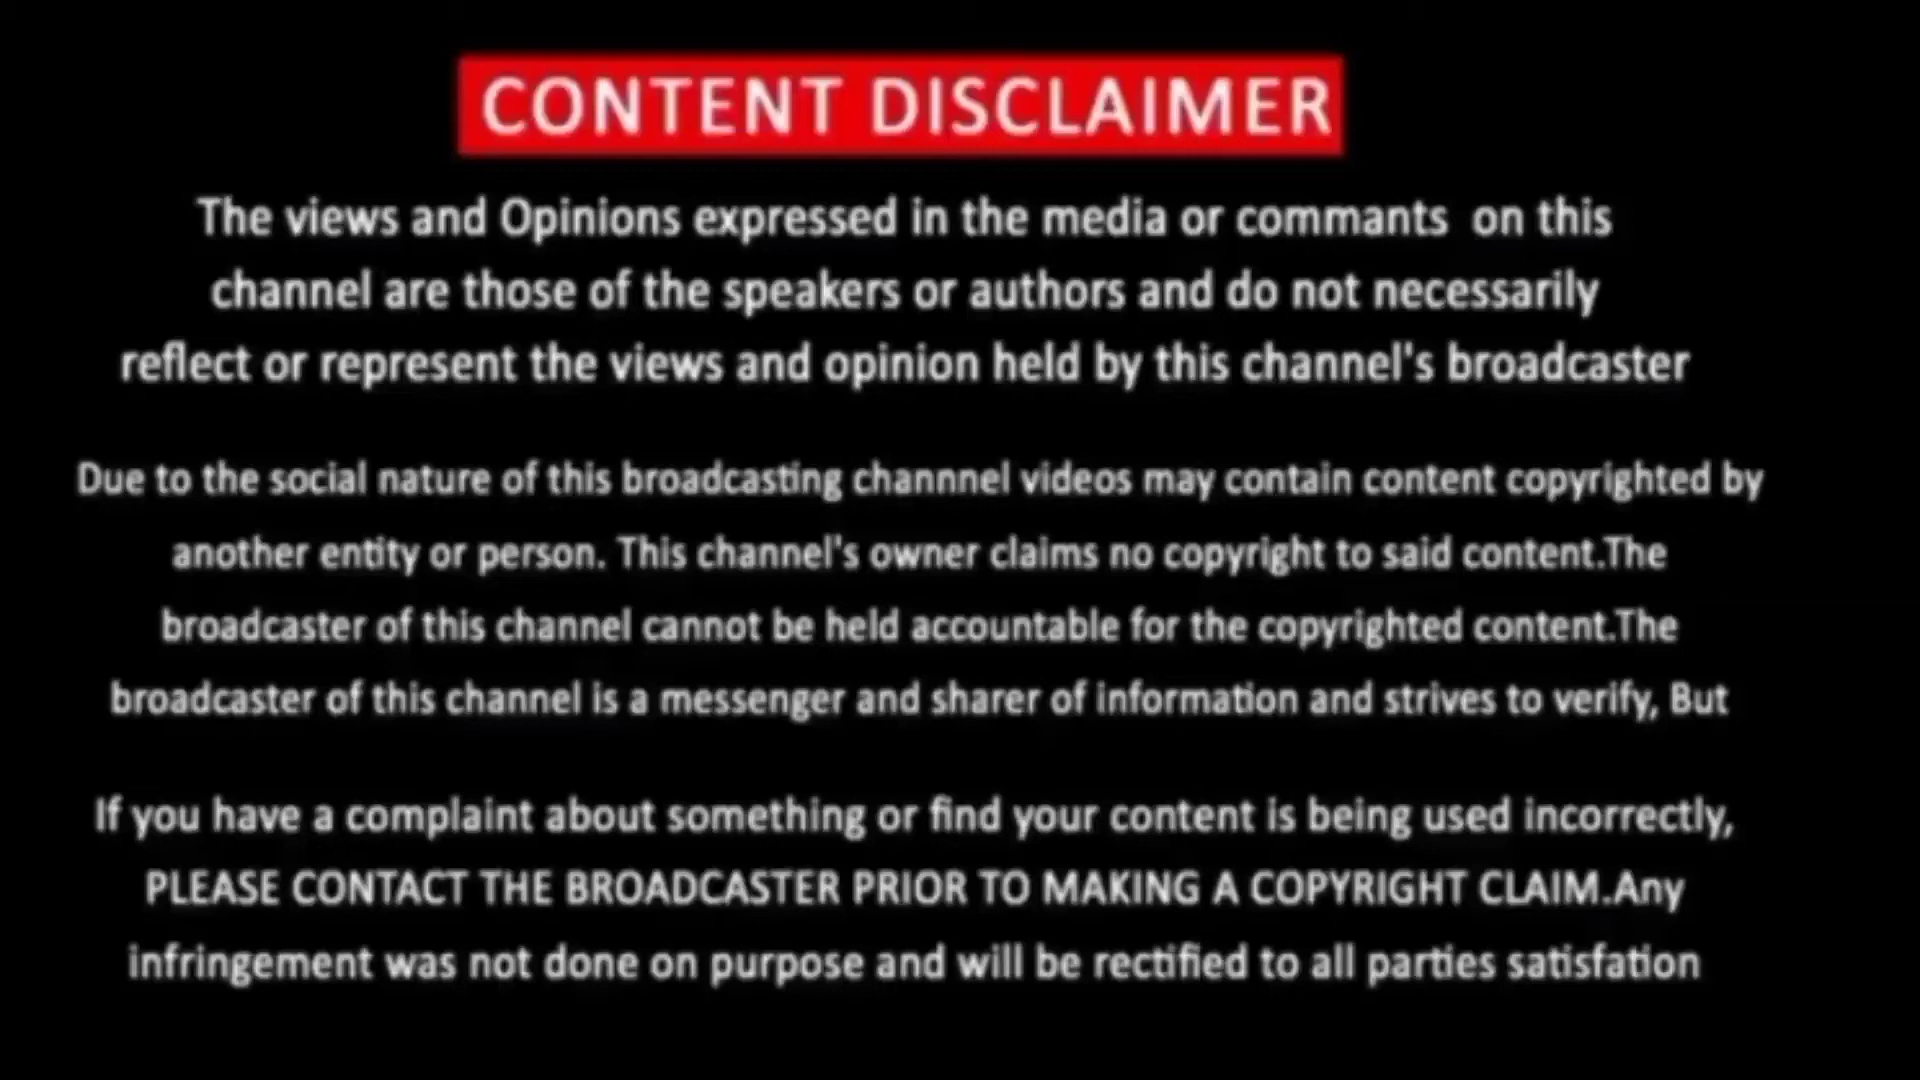 CONTENT DISCLAIMER
The views and Opinions expressed in the media or commants on this
channel are those of the speakers or authors and do not necessarily
reflect or represent the views and opinion held by this channel's broadcaster
Due to the social nature of this broadcasting channnel videos may contain content copyrighted by
another entity or person. This channel's owner claims no copyright to said content.The
broadcaster of this channel cannot be held accountable for the copyrighted content.The
broadcaster of this channel is a messenger and sharer of information and strives to verify, But
If you have a complaint about something or find your content is being used incorrectly,
PLEASE CONTACT THE BROADCASTER PRIOR TO MAKING A COPYRIGHT CLAIM.Any
infringement was not done on purpose and will be rectified to all parties satisfation